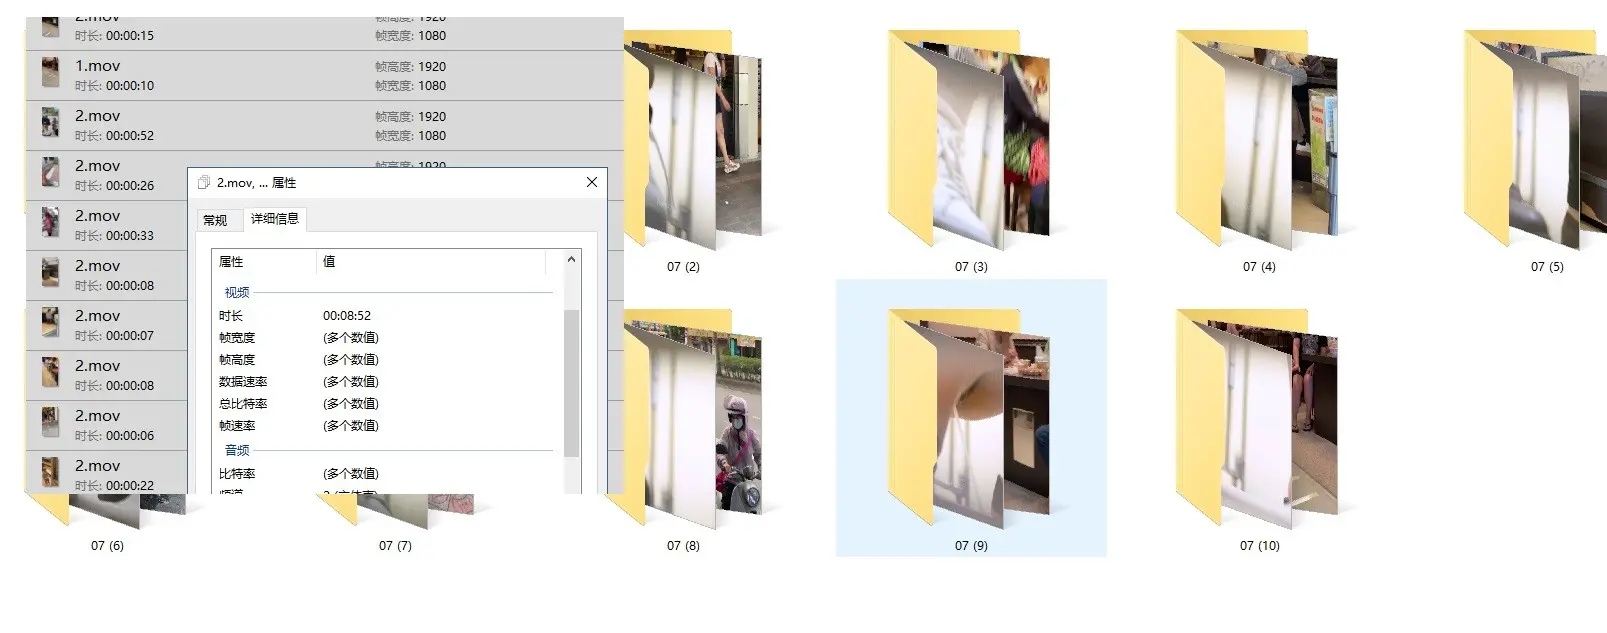 2.mov
帧高度: 1920
时长: 00:00:15
帧宽度: 1080
1.mov
帧高度: 1920
时长: 00:00:10
帧宽度: 1080
2.mov
帧高度: 1920
时长: 00:00:52
帧宽度: 1080
2.mov
帧高度: 1920
时长: 00:00:26
2.mov
时长: 00:00:33
2.mov
时长: 00:00:08
2.mov
时长: 00:00:07
2.mov
时长: 00:00:08
2.mov
时长: 00:00:06
2.mov
时长: 00:00:22
2.mov, ... 属性
常规
详细信息
属性
值
视频
时长
00:08:52
帧宽度
(多个数值)
帧高度
(多个数值)
数据速率
(多个数值)
总比特率
(多个数值)
帧速率
(多个数值)
音频
比特率
(多个数值)
07 (2)
07 (3)
07 (4)
07 (5)
07 (6)
07 (7)
07 (8)
07 (9)
07 (10)